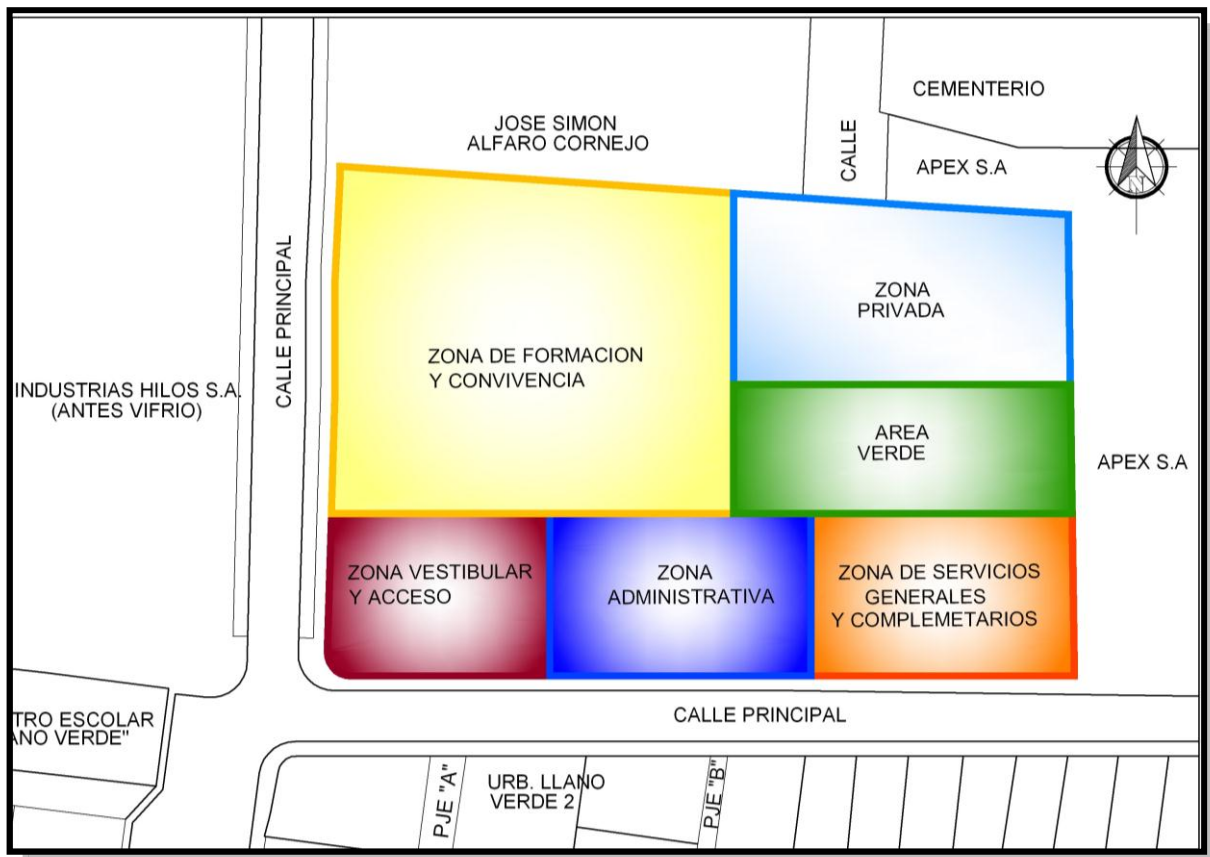 CEMENTERIO
JOSE SIMON
ALFARO CORNEJO
CALLE
APEX S.A
N
CALLE PRINCIPAL
ZONA
PRIVADA
ZONA DE FORMACION
Y CONVIVENCIA
INDUSTRIAS HILOS S.A.
(ANTES VIFRIO)
AREA
VERDE
APEX S.A
ZONA VESTIBULAR
Y ACCESO
ZONA
ADMINISTRATIVA
ZONA DE SERVICIOS
GENERALES
Y COMPLEMETARIOS
CALLE PRINCIPAL
TRO ESCOLAR
ANO VERDE"
PJE "A"
URB. LLANO
VERDE 2
PJE "B"